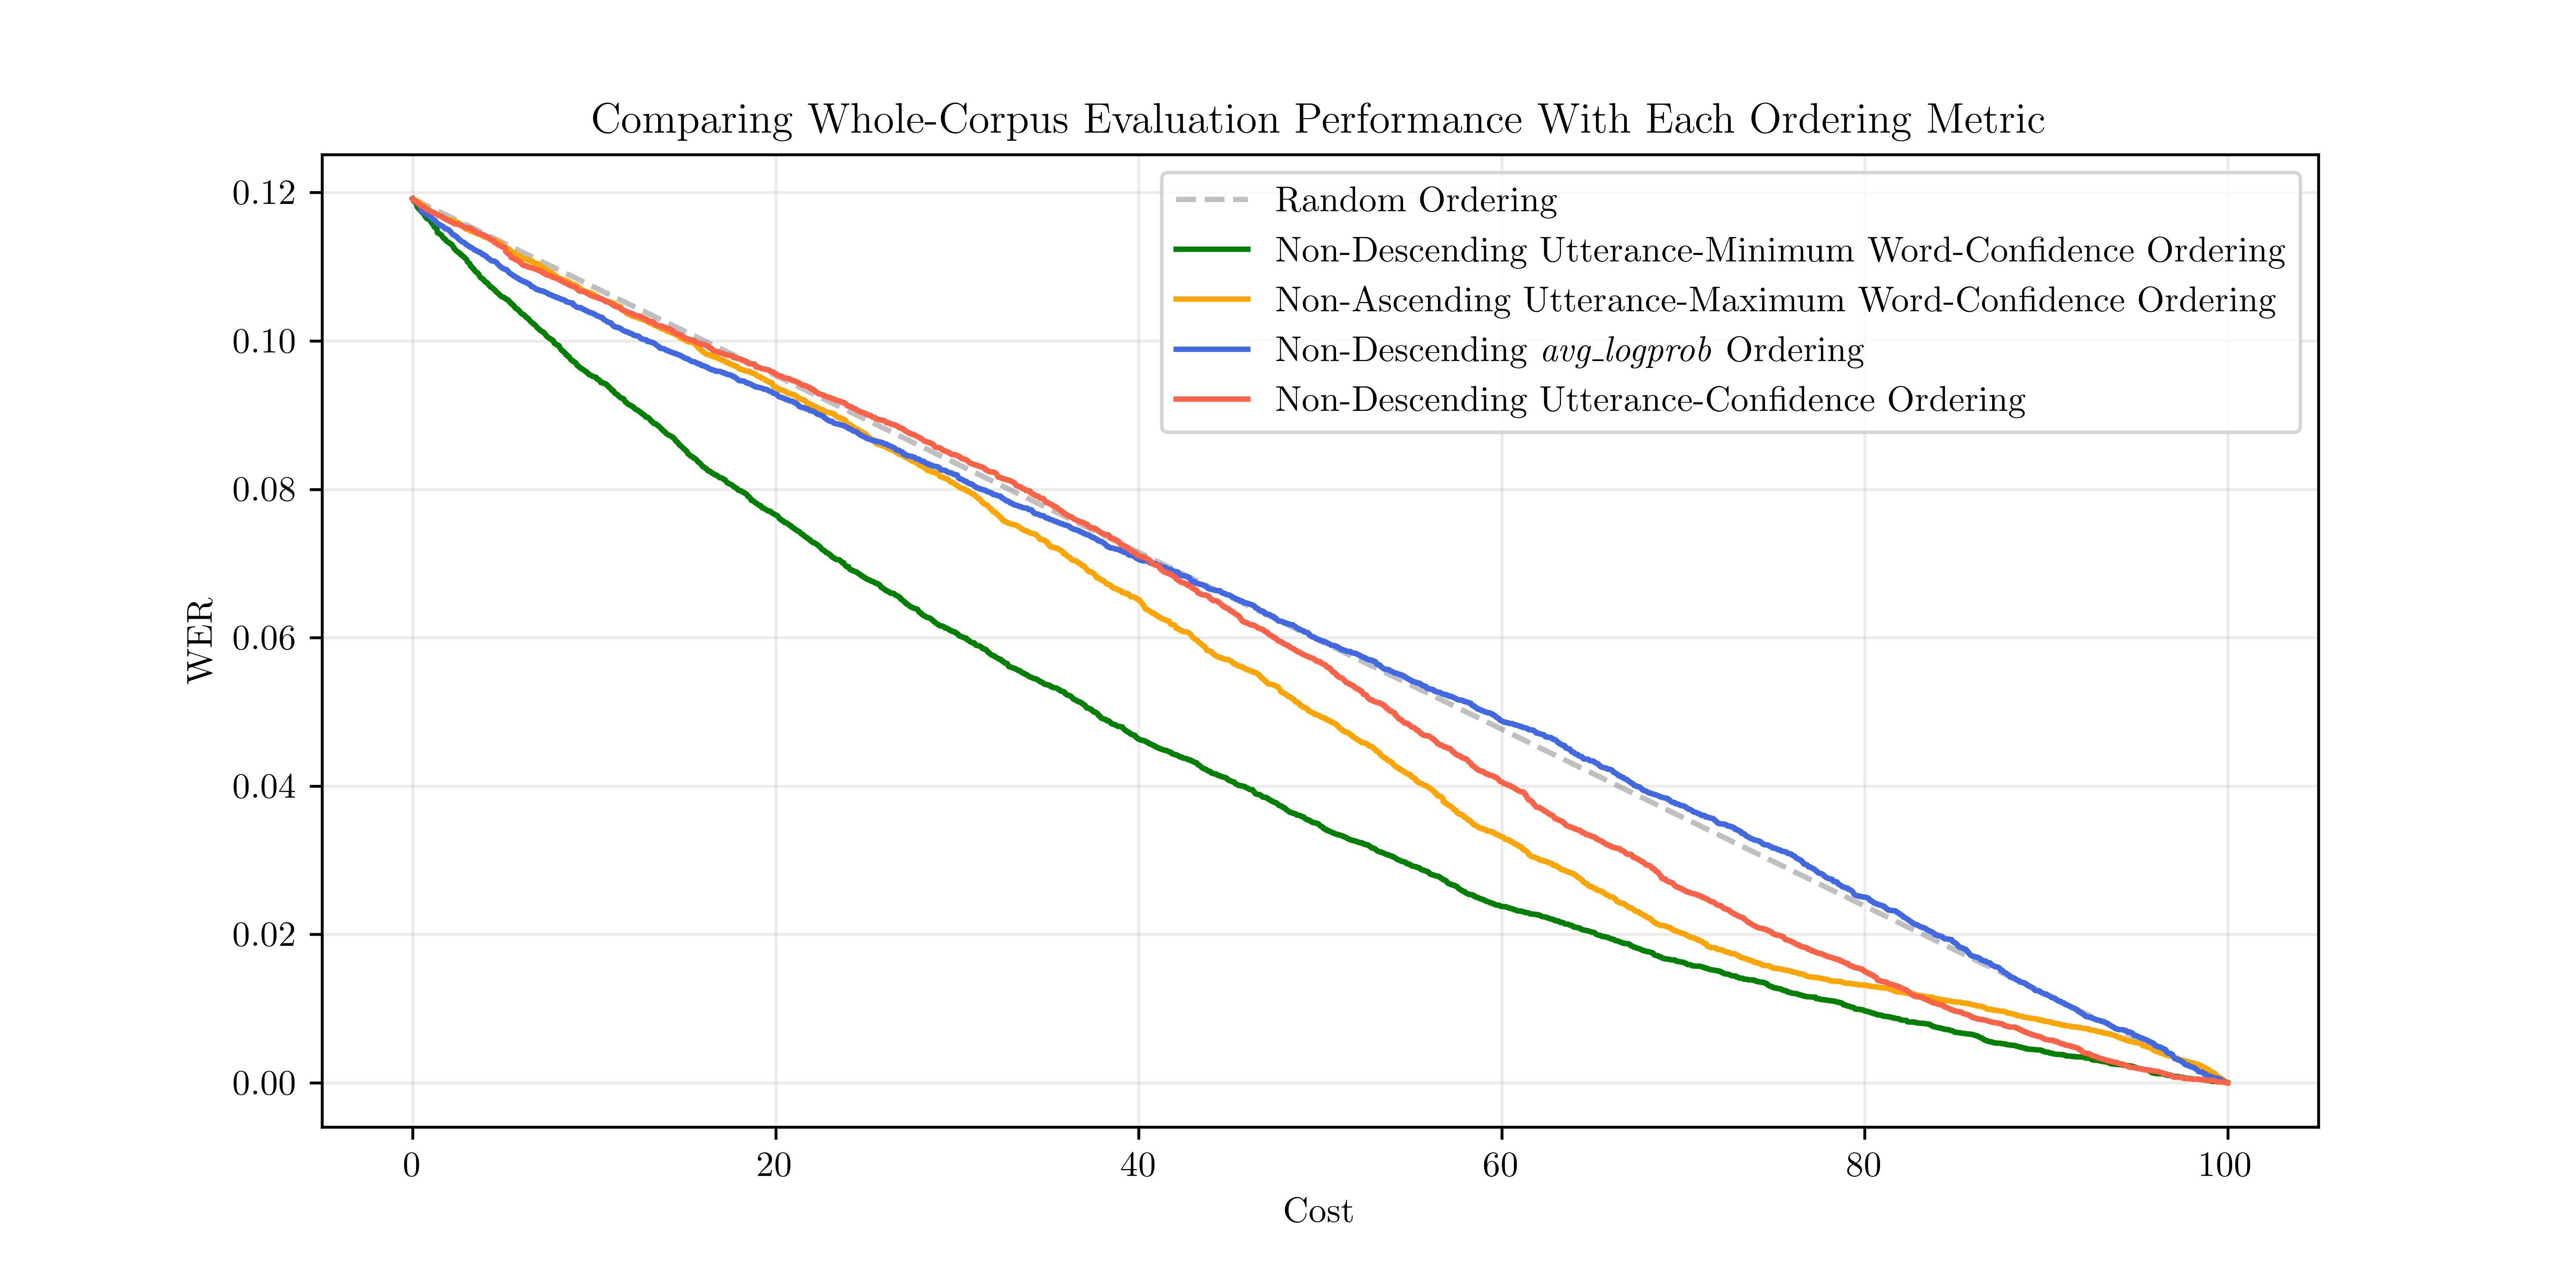 Comparing Whole-Corpus Evaluation Performance With Each Ordering Metric
Random Ordering
Non-Descending Utterance-Minimum Word-Confidence Ordering
Non-Ascending Utterance-Maximum Word-Confidence Ordering
Non-Descending avg_logprob Ordering
Non-Descending Utterance-Confidence Ordering
WER
0.12
0.10
0.08
0.06
0.04
0.02
0.00
0 20 40 60 80 100
Cost